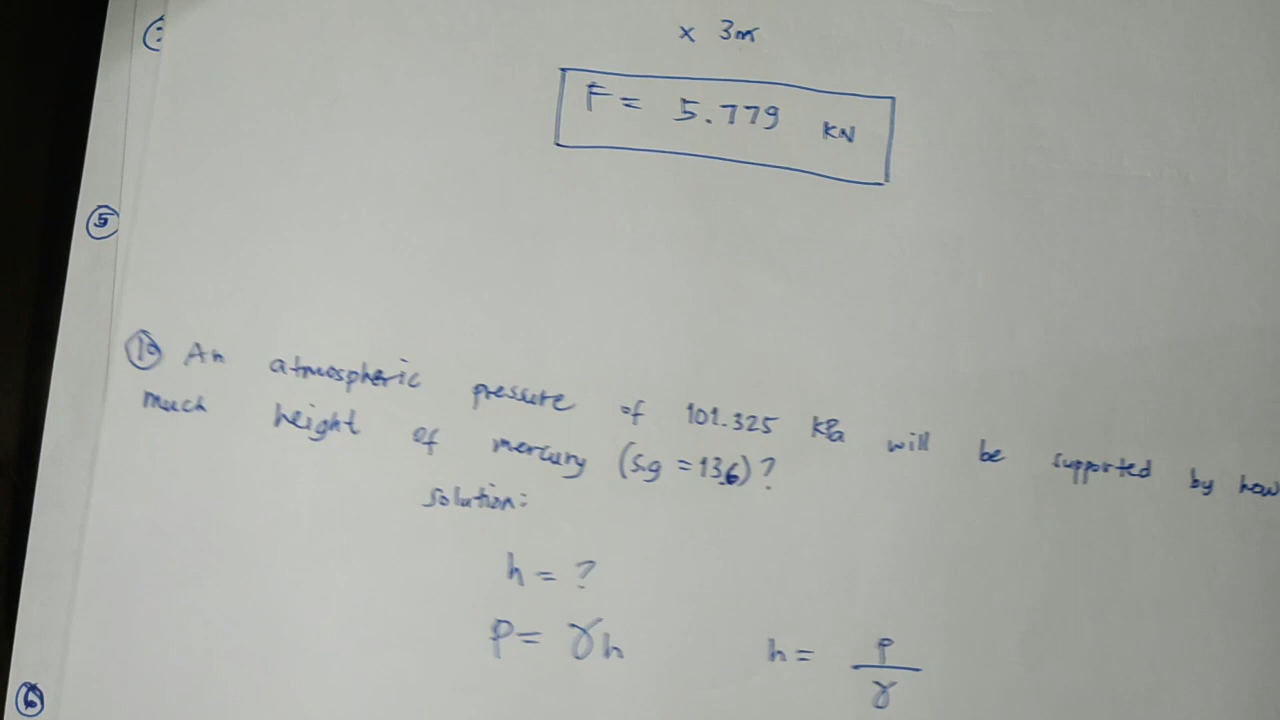 x 3m
F = 5.779 KN
5
10 An atmospheric pressure of 101.325 kPa will be supported by how
much height of mercury (s.g = 13.6)?
solution:
h = ?
P = γh
h = P/γ
6